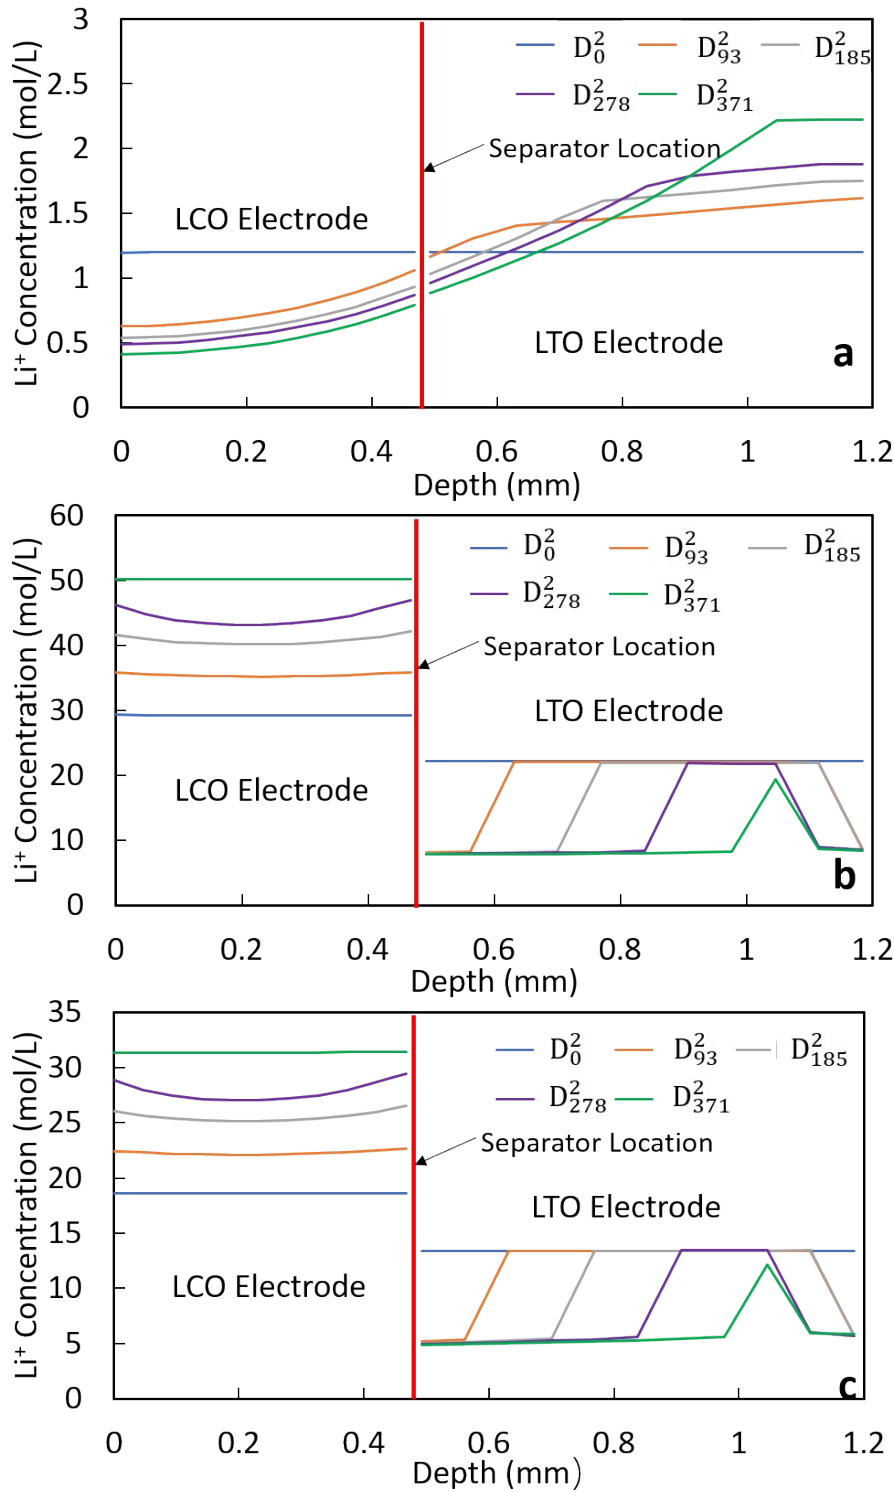 Li⁺ Concentration (mol/L)
3
2.5
2
1.5
1
0.5
0
D₀² D₉₃² D₁₈₅²
D₂₇₈² D₃₇₁²
Separator Location
LCO Electrode
LTO Electrode
a
0 0.2 0.4 0.6 0.8 1 1.2
Depth (mm)
Li⁺ Concentration (mol/L)
60
50
40
30
20
10
0
D₀² D₉₃² D₁₈₅²
D₂₇₈² D₃₇₁²
Separator Location
LTO Electrode
LCO Electrode
b
0 0.2 0.4 0.6 0.8 1 1.2
Depth (mm)
Li⁺ Concentration (mol/L)
35
30
25
20
15
10
5
0
D₀² D₉₃² D₁₈₅²
D₂₇₈² D₃₇₁²
Separator Location
LTO Electrode
LCO Electrode
c
0 0.2 0.4 0.6 0.8 1 1.2
Depth (mm)